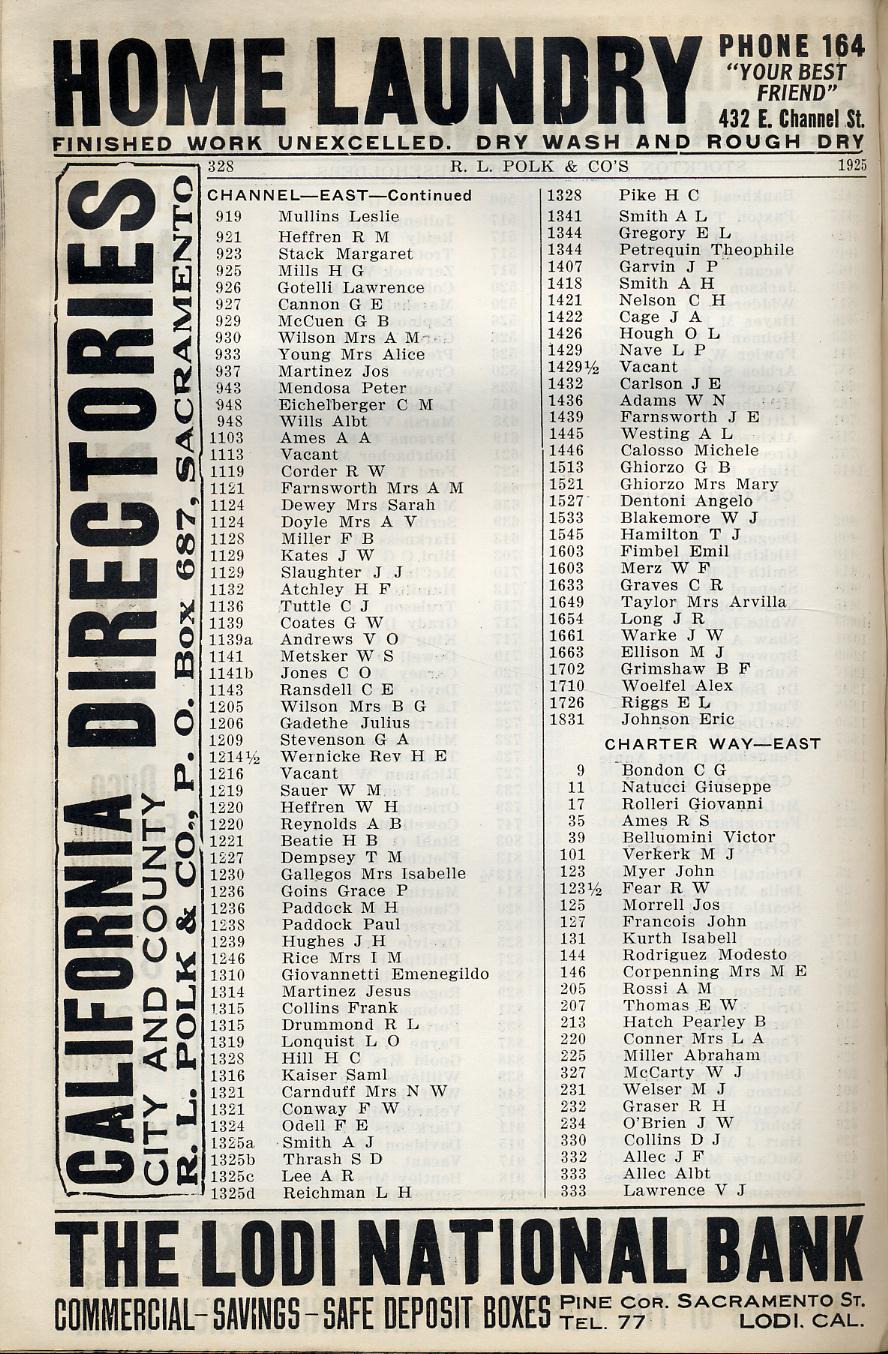 HOME LAUNDRY
PHONE 164
"YOUR BEST
FRIEND"
432 E. Channel St.
FINISHED WORK UNEXCELLED. DRY WASH AND ROUGH DRY
328 R. L. POLK & CO'S 1925
CALIFORNIA DIRECTORIES
CITY AND COUNTY
R. L. POLK & CO., P. O. Box 687, SACRAMENTO
CHANNEL—EAST—Continued
919 Mullins Leslie
921 Heffren R M
923 Stack Margaret
925 Mills H G
926 Gotelli Lawrence
927 Cannon G E
929 McCuen G B
930 Wilson Mrs A M
933 Young Mrs Alice
937 Martinez Jos
943 Mendosa Peter
948 Eichelberger C M
948 Wills Albt
1103 Ames A A
1113 Vacant
1119 Corder R W
1121 Farnsworth Mrs A M
1124 Dewey Mrs Sarah
1124 Doyle Mrs A V
1128 Miller F B
1129 Kates J W
1129 Slaughter J J
1132 Atchley H F
1136 Tuttle C J
1139 Coates G W
1139a Andrews V O
1141 Metsker W S
1141b Jones C O
1143 Ransdell C E
1205 Wilson Mrs B G
1206 Gadethe Julius
1209 Stevenson G A
1214½ Wernicke Rev H E
1216 Vacant
1219 Sauer W M
1220 Heffren W H
1220 Reynolds A B
1221 Beatie H B
1227 Dempsey T M
1230 Gallegos Mrs Isabelle
1236 Goins Grace P
1236 Paddock M H
1238 Paddock Paul
1239 Hughes J H
1246 Rice Mrs I M
1310 Giovannetti Emenegildo
1314 Martinez Jesus
1315 Collins Frank
1315 Drummond R L
1319 Lonquist L O
1328 Hill H C
1316 Kaiser Saml
1321 Carnduff Mrs N W
1321 Conway F W
1324 Odell F E
1325a Smith A J
1325b Thrash S D
1325c Lee A R
1325d Reichman L H
1328 Pike H C
1341 Smith A L
1344 Gregory E L
1344 Petrequin Theophile
1407 Garvin J P
1418 Smith A H
1421 Nelson C H
1422 Cage J A
1426 Hough O L
1429 Nave L P
1429½ Vacant
1432 Carlson J E
1436 Adams W N
1439 Farnsworth J E
1445 Westing A L
1446 Calosso Michele
1513 Ghiorzo G B
1521 Ghiorzo Mrs Mary
1527 Dentoni Angelo
1533 Blakemore W J
1545 Hamilton T J
1603 Fimbel Emil
1603 Merz W F
1633 Graves C R
1649 Taylor Mrs Arvilla
1654 Long J R
1661 Warke J W
1663 Ellison M J
1702 Grimshaw B F
1710 Woelfel Alex
1726 Riggs E L
1831 Johnson Eric
CHARTER WAY—EAST
9 Bondon C G
11 Natucci Giuseppe
17 Rolleri Giovanni
35 Ames R S
39 Belluomini Victor
101 Verkerk M J
123 Myer John
123½ Fear R W
125 Morrell Jos
127 Francois John
131 Kurth Isabell
144 Rodriguez Modesto
146 Corpenning Mrs M E
205 Rossi A M
207 Thomas E W
213 Hatch Pearley B
220 Conner Mrs L A
225 Miller Abraham
327 McCarty W J
231 Welser M J
232 Graser R H
234 O'Brien J W
330 Collins D J
332 Allec J F
333 Allec Albt
333 Lawrence V J
THE LODI NATIONAL BANK
COMMERCIAL-SAVINGS-SAFE DEPOSIT BOXES
PINE COR. SACRAMENTO ST.
TEL. 77 LODI. CAL.